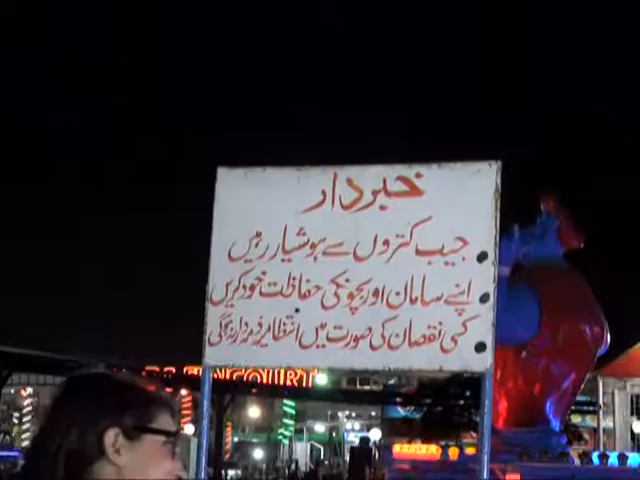 خبردار
جیب کتروں سے ہوشیار رہیں
اپنے سامان اور بچوں کی حفاظت خود کریں
کسی نقصان کی صورت میں انتظامیہ ذمہ دار نہ ہوگی
COURT